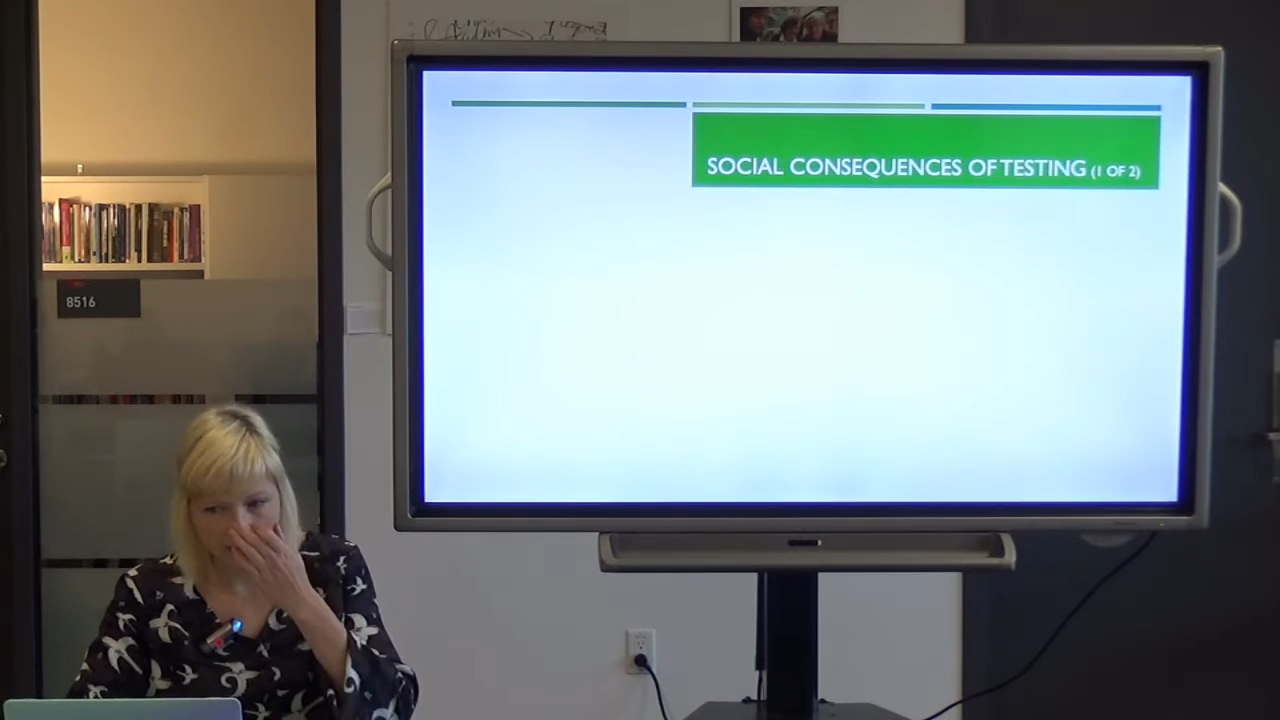 SOCIAL CONSEQUENCES OF TESTING (1 OF 2)
8516